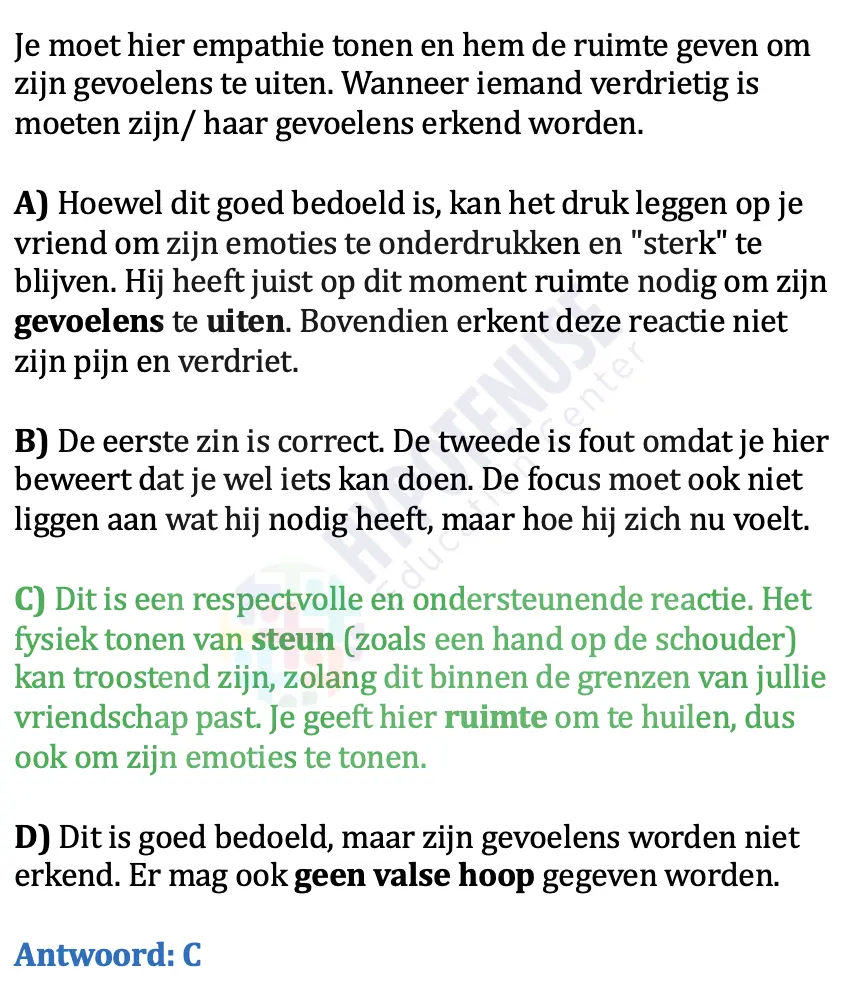 Je moet hier empathie tonen en hem de ruimte geven om
zijn gevoelens te uiten. Wanneer iemand verdrietig is
moeten zijn/ haar gevoelens erkend worden.
A) Hoewel dit goed bedoeld is, kan het druk leggen op je
vriend om zijn emoties te onderdrukken en "sterk" te
blijven. Hij heeft juist op dit moment ruimte nodig om zijn
gevoelens te uiten. Bovendien erkent deze reactie niet
zijn pijn en verdriet.
B) De eerste zin is correct. De tweede is fout omdat je hier
beweert dat je wel iets kan doen. De focus moet ook niet
liggen aan wat hij nodig heeft, maar hoe hij zich nu voelt.
C) Dit is een respectvolle en ondersteunende reactie. Het
fysiek tonen van steun (zoals een hand op de schouder)
kan troostend zijn, zolang dit binnen de grenzen van jullie
vriendschap past. Je geeft hier ruimte om te huilen, dus
ook om zijn emoties te tonen.
D) Dit is goed bedoeld, maar zijn gevoelens worden niet
erkend. Er mag ook geen valse hoop gegeven worden.
Antwoord: C
HYPOTENUSE
Education Center